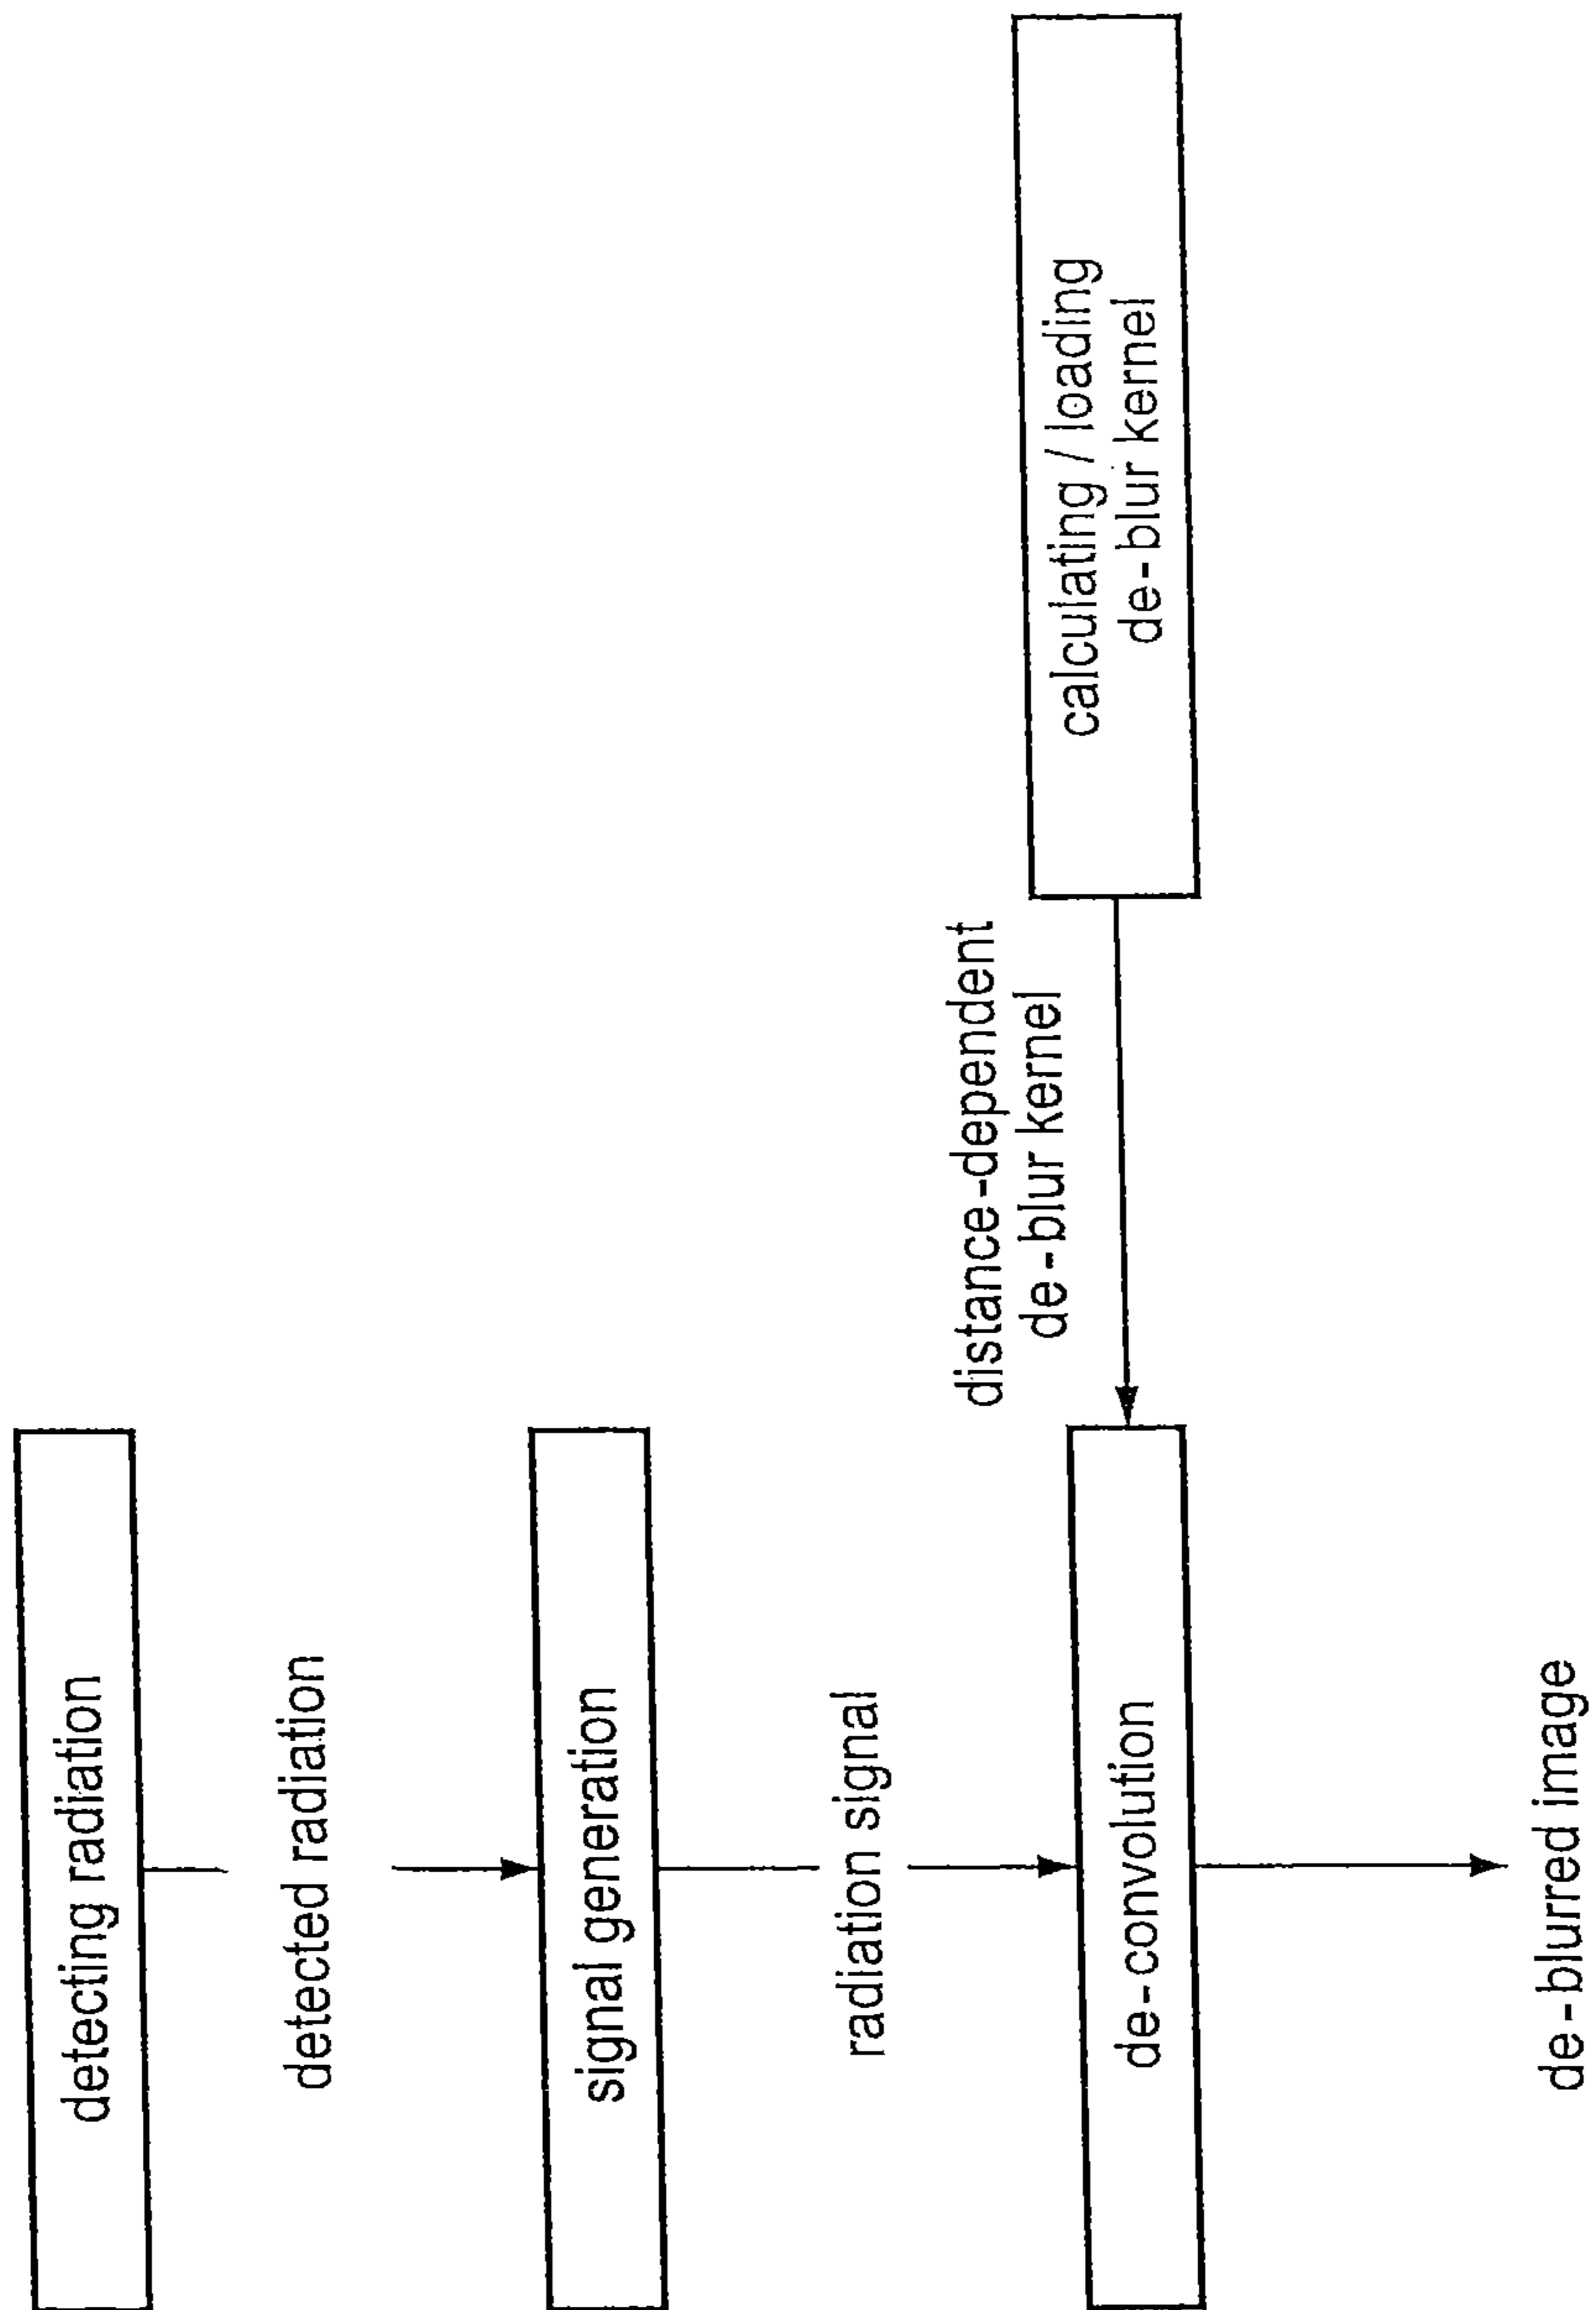 detecting radiation
detected radiation
signal generation
radiation signal
distance-dependent
de-blur kernel
calculating / loading
de-blur kernel
de-convolution
de-blurred image